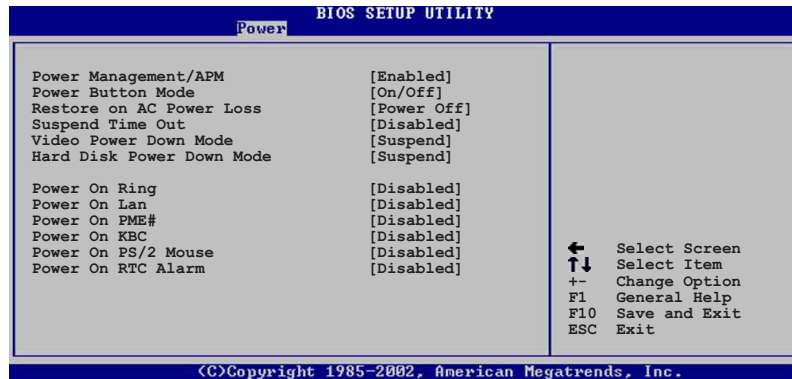 BIOS SETUP UTILITY
Power
Power Management/APM [Enabled]
Power Button Mode [On/Off]
Restore on AC Power Loss [Power Off]
Suspend Time Out [Disabled]
Video Power Down Mode [Suspend]
Hard Disk Power Down Mode [Suspend]
Power On Ring [Disabled]
Power On Lan [Disabled]
Power On PME# [Disabled]
Power On KBC [Disabled]
Power On PS/2 Mouse [Disabled]
Power On RTC Alarm [Disabled]
← Select Screen
↑↓ Select Item
+- Change Option
F1 General Help
F10 Save and Exit
ESC Exit
(C)Copyright 1985-2002, American Megatrends, Inc.